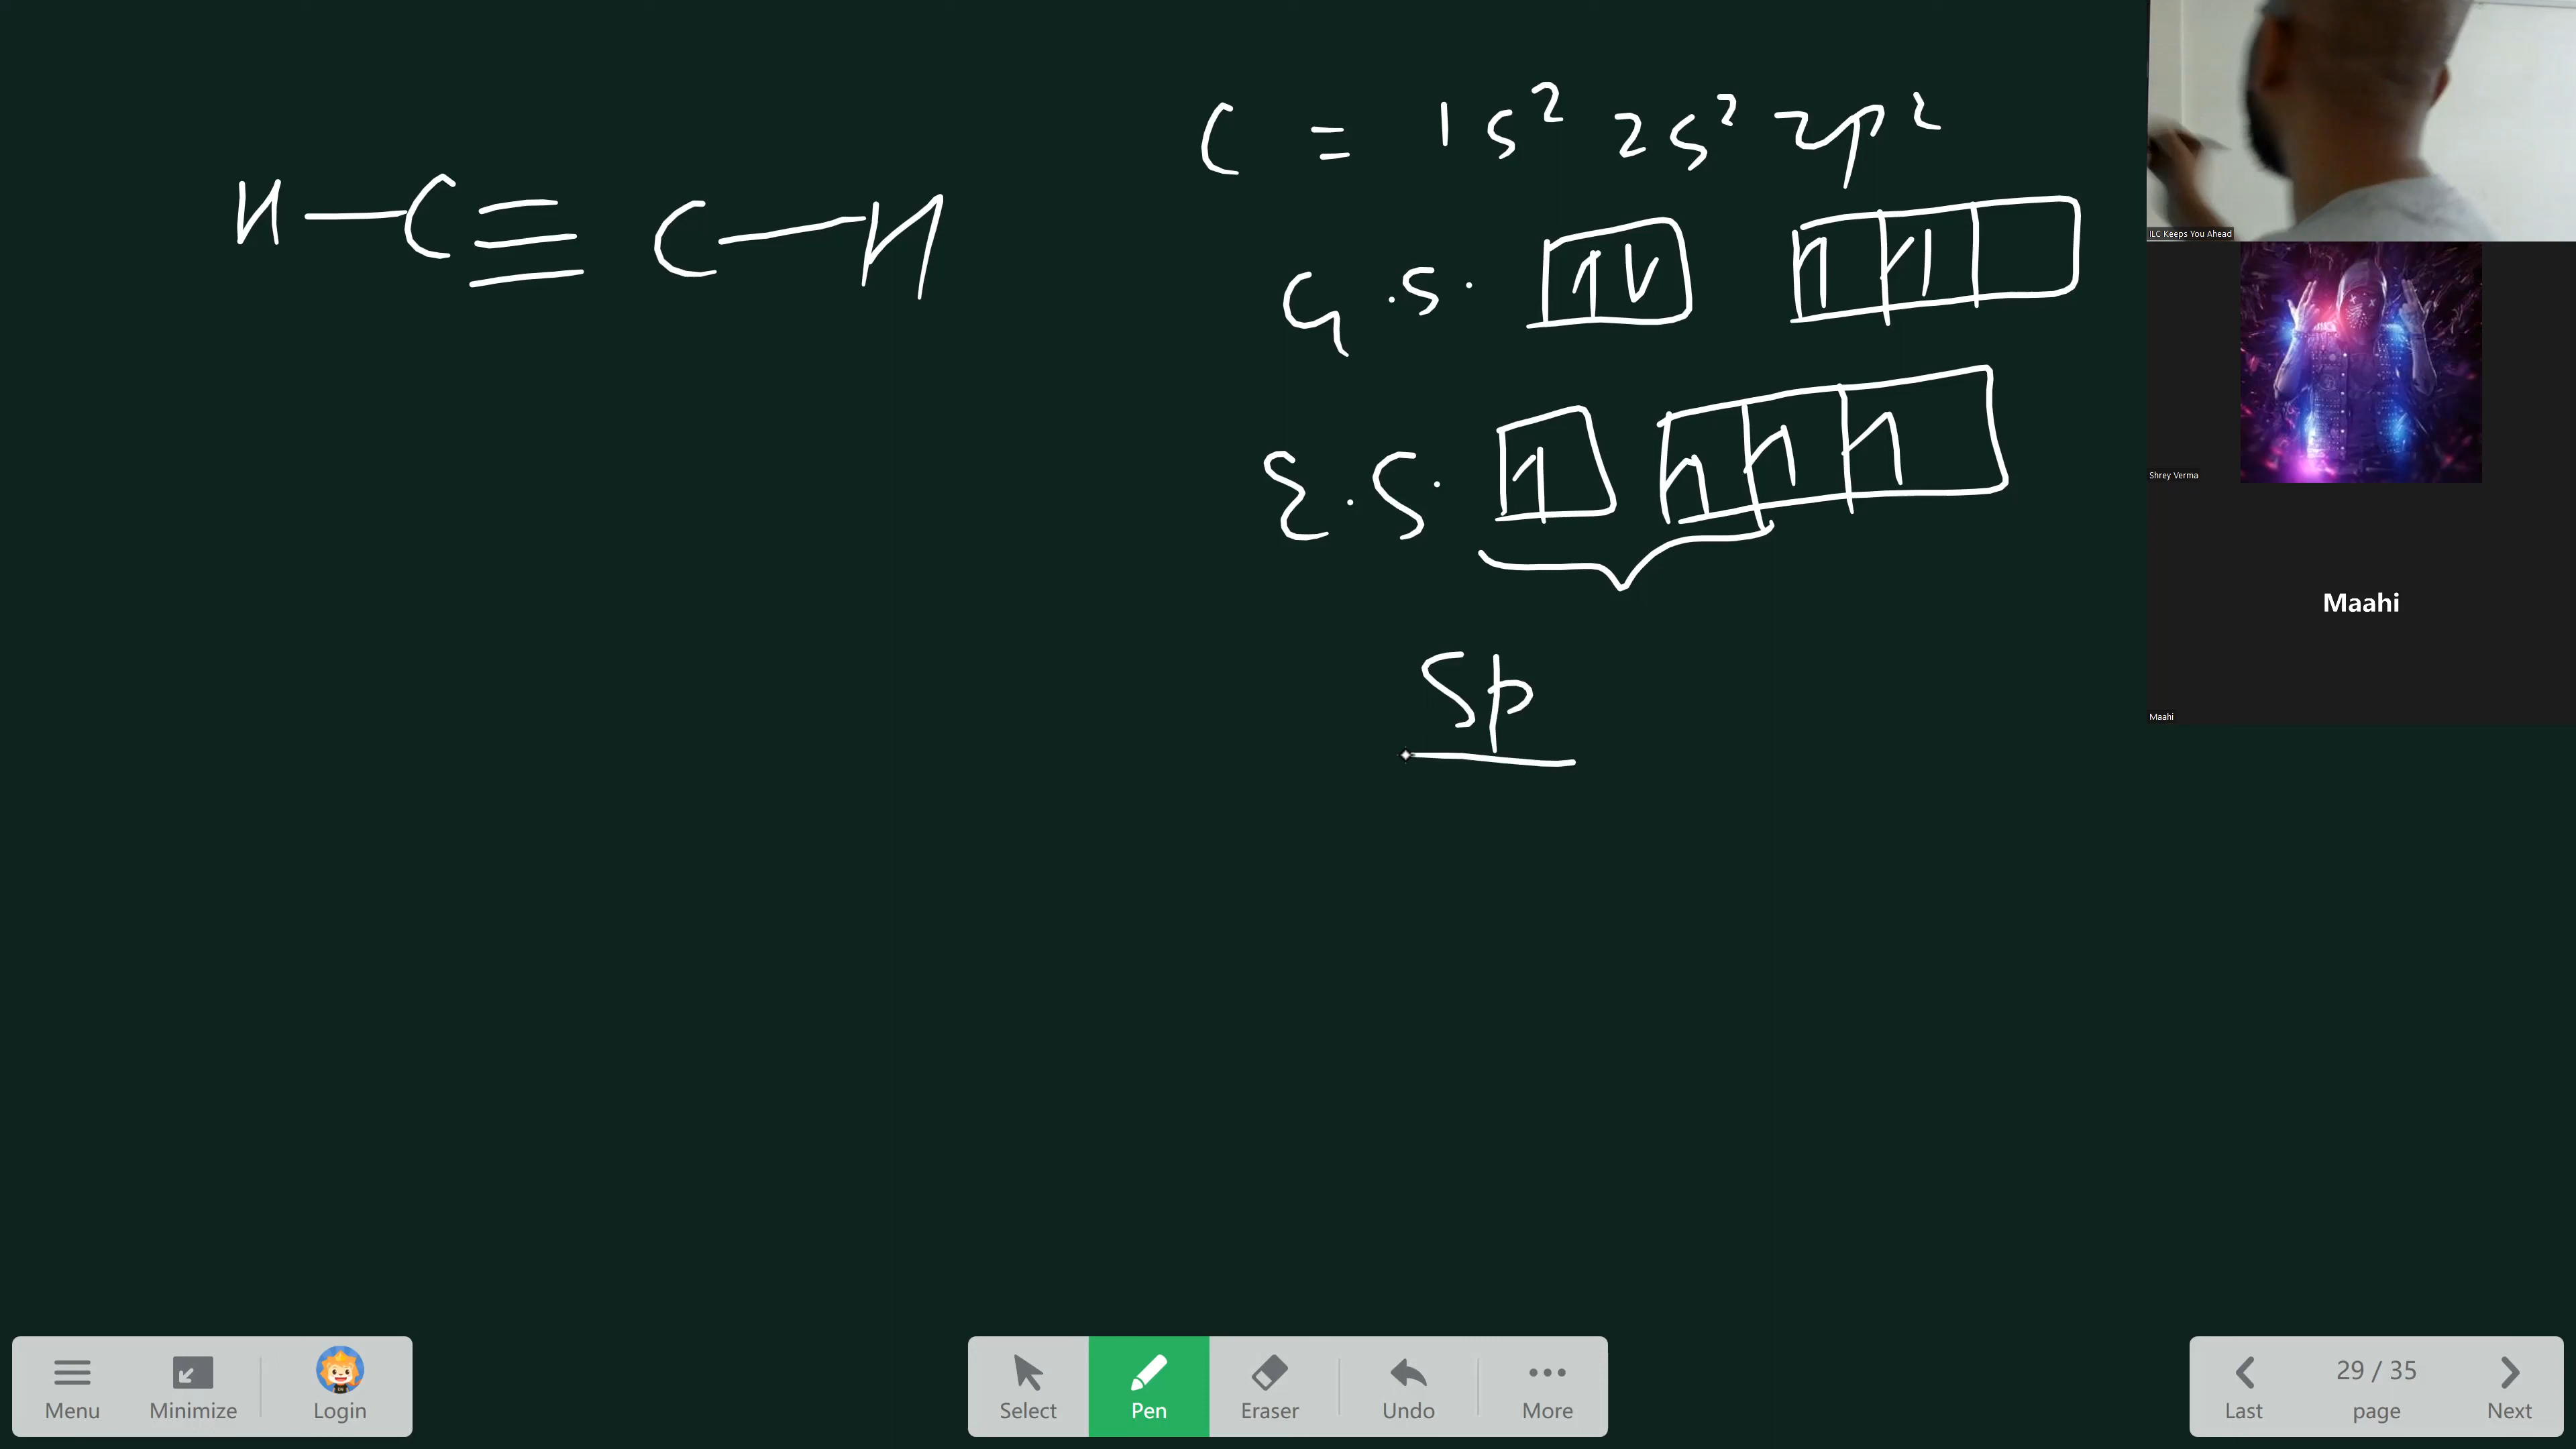 H—C≡C—H
C = 1s² 2s² 2p²
G.S. 1↿⇂ ↿ ↿
E.S. ↿ ↿ ↿ ↿
sp
ILC Keeps You Ahead
Shrey Verma
Maahi
Maahi
Menu Minimize Login
Select Pen Eraser Undo More
Last 29 / 35 page Next